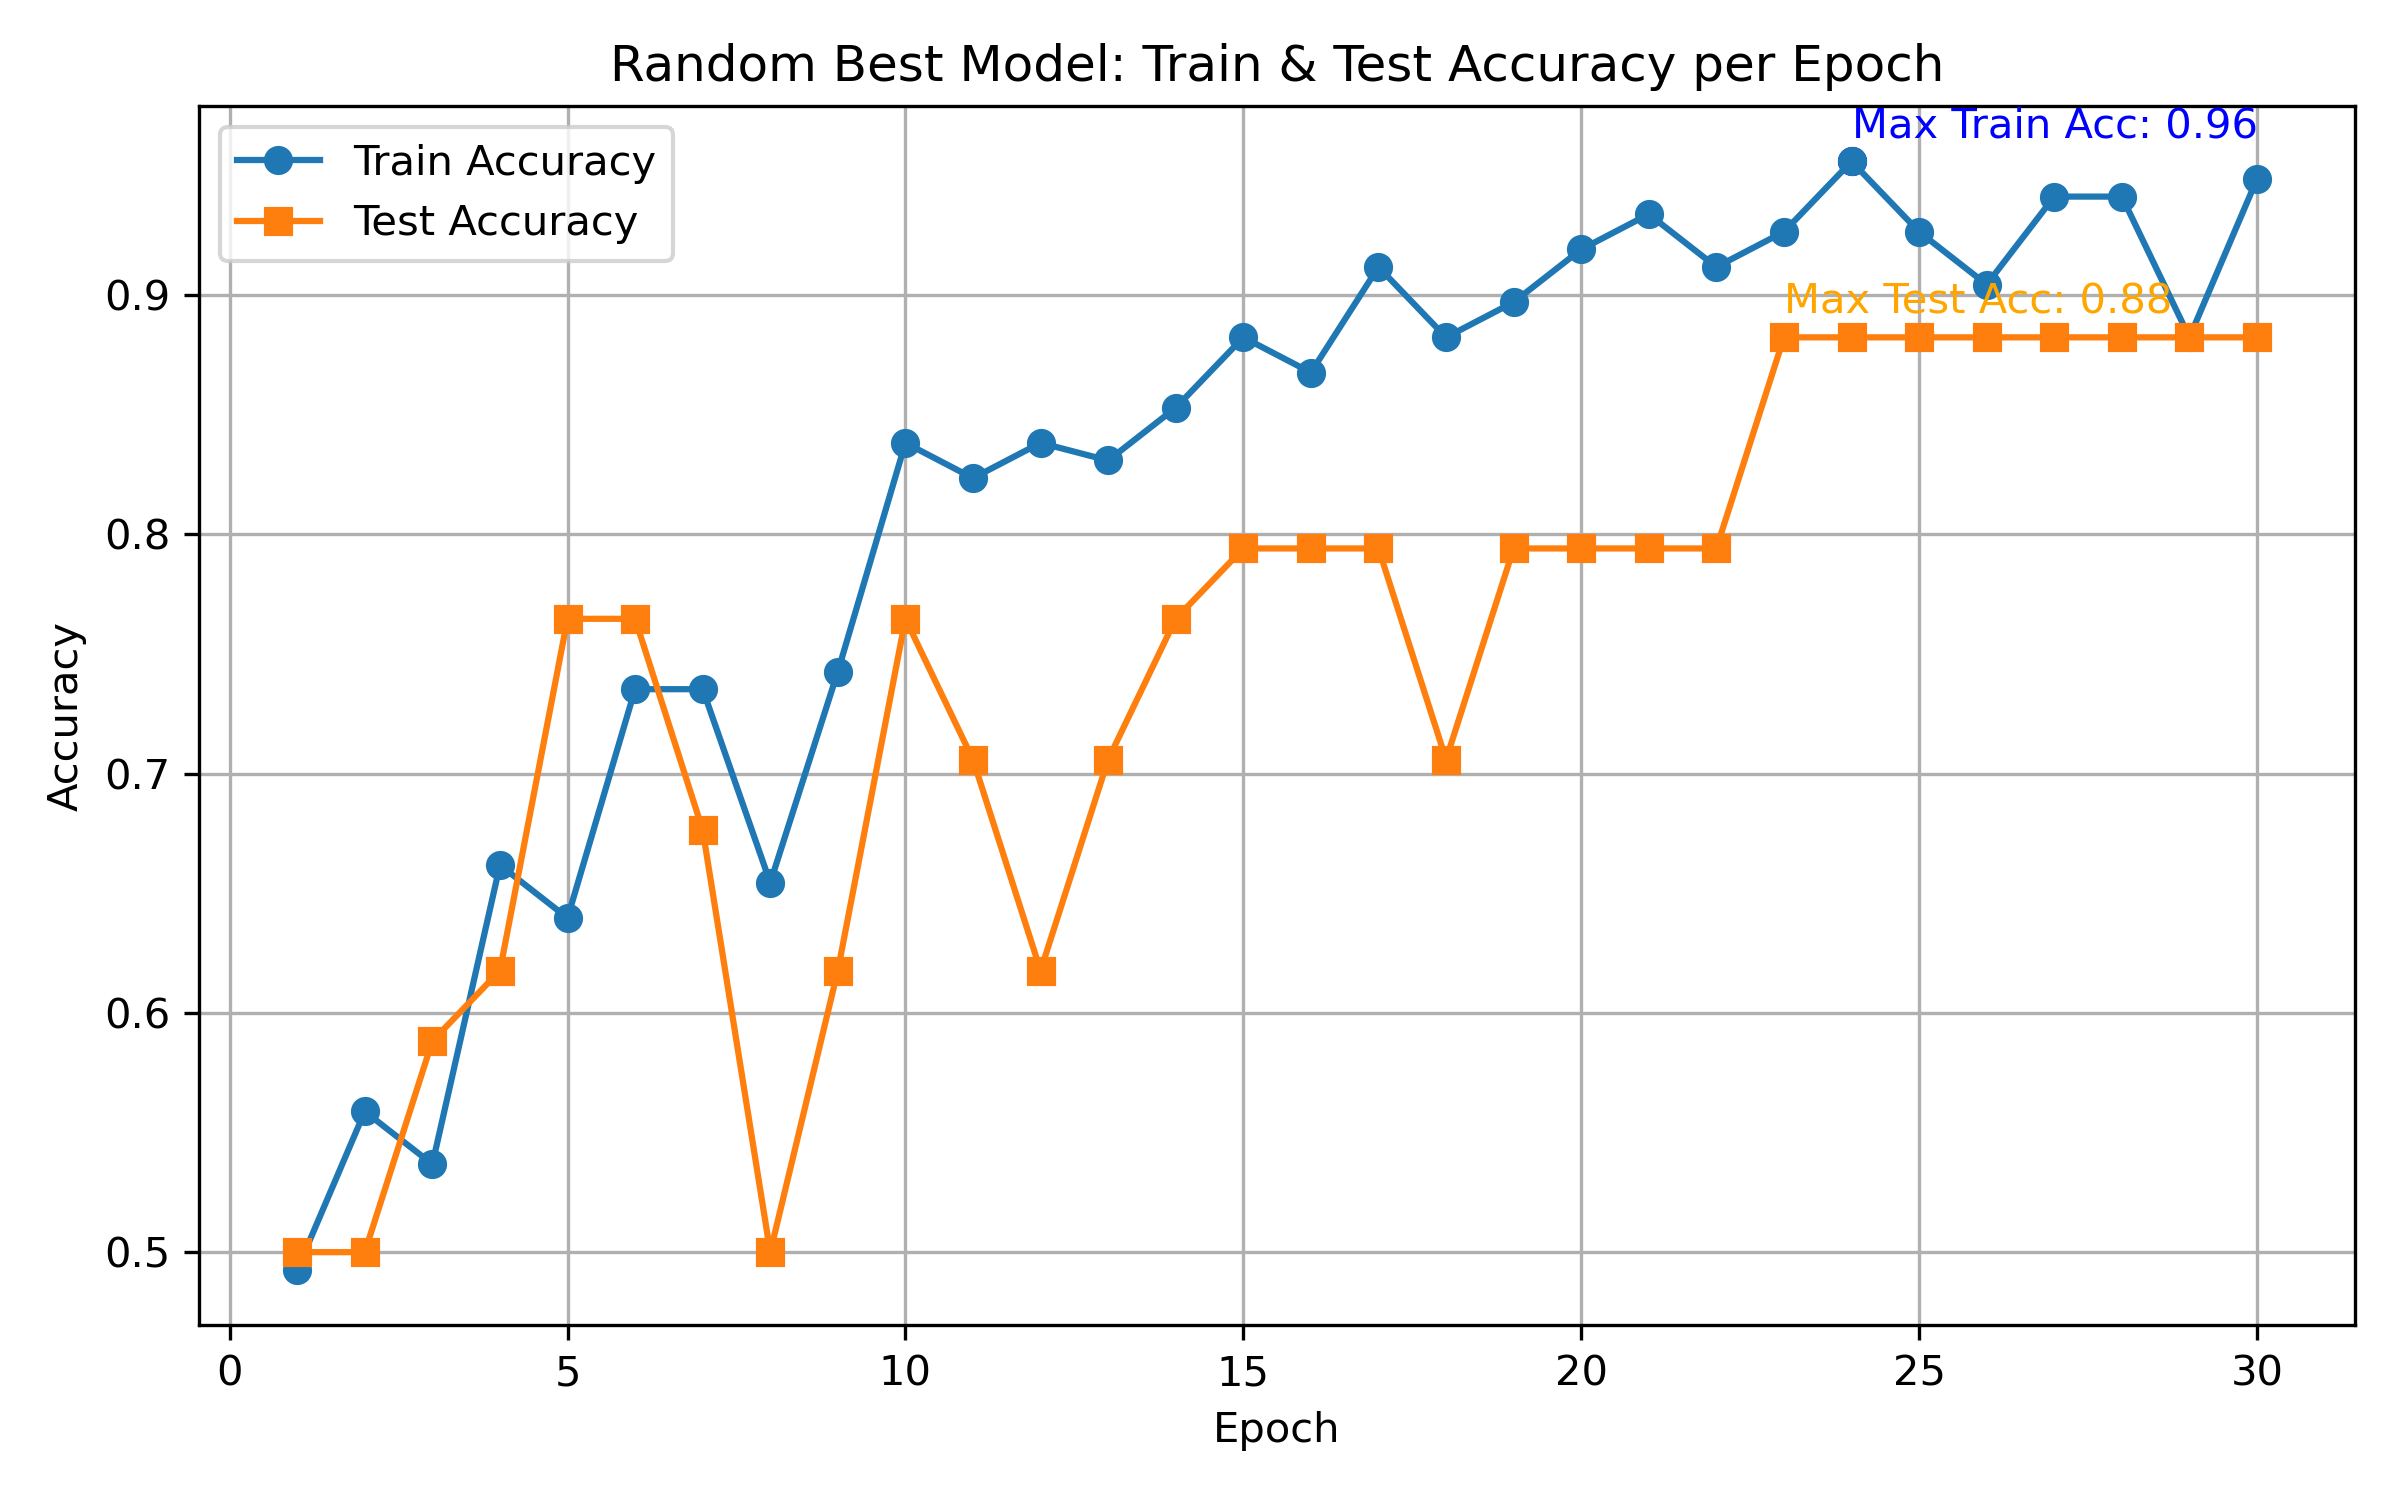 Random Best Model: Train & Test Accuracy per Epoch
Max Train Acc: 0.96
Train Accuracy
Test Accuracy
Max Test Acc: 0.88
0.9
0.8
0.7
0.6
0.5
Accuracy
0 5 10 15 20 25 30
Epoch